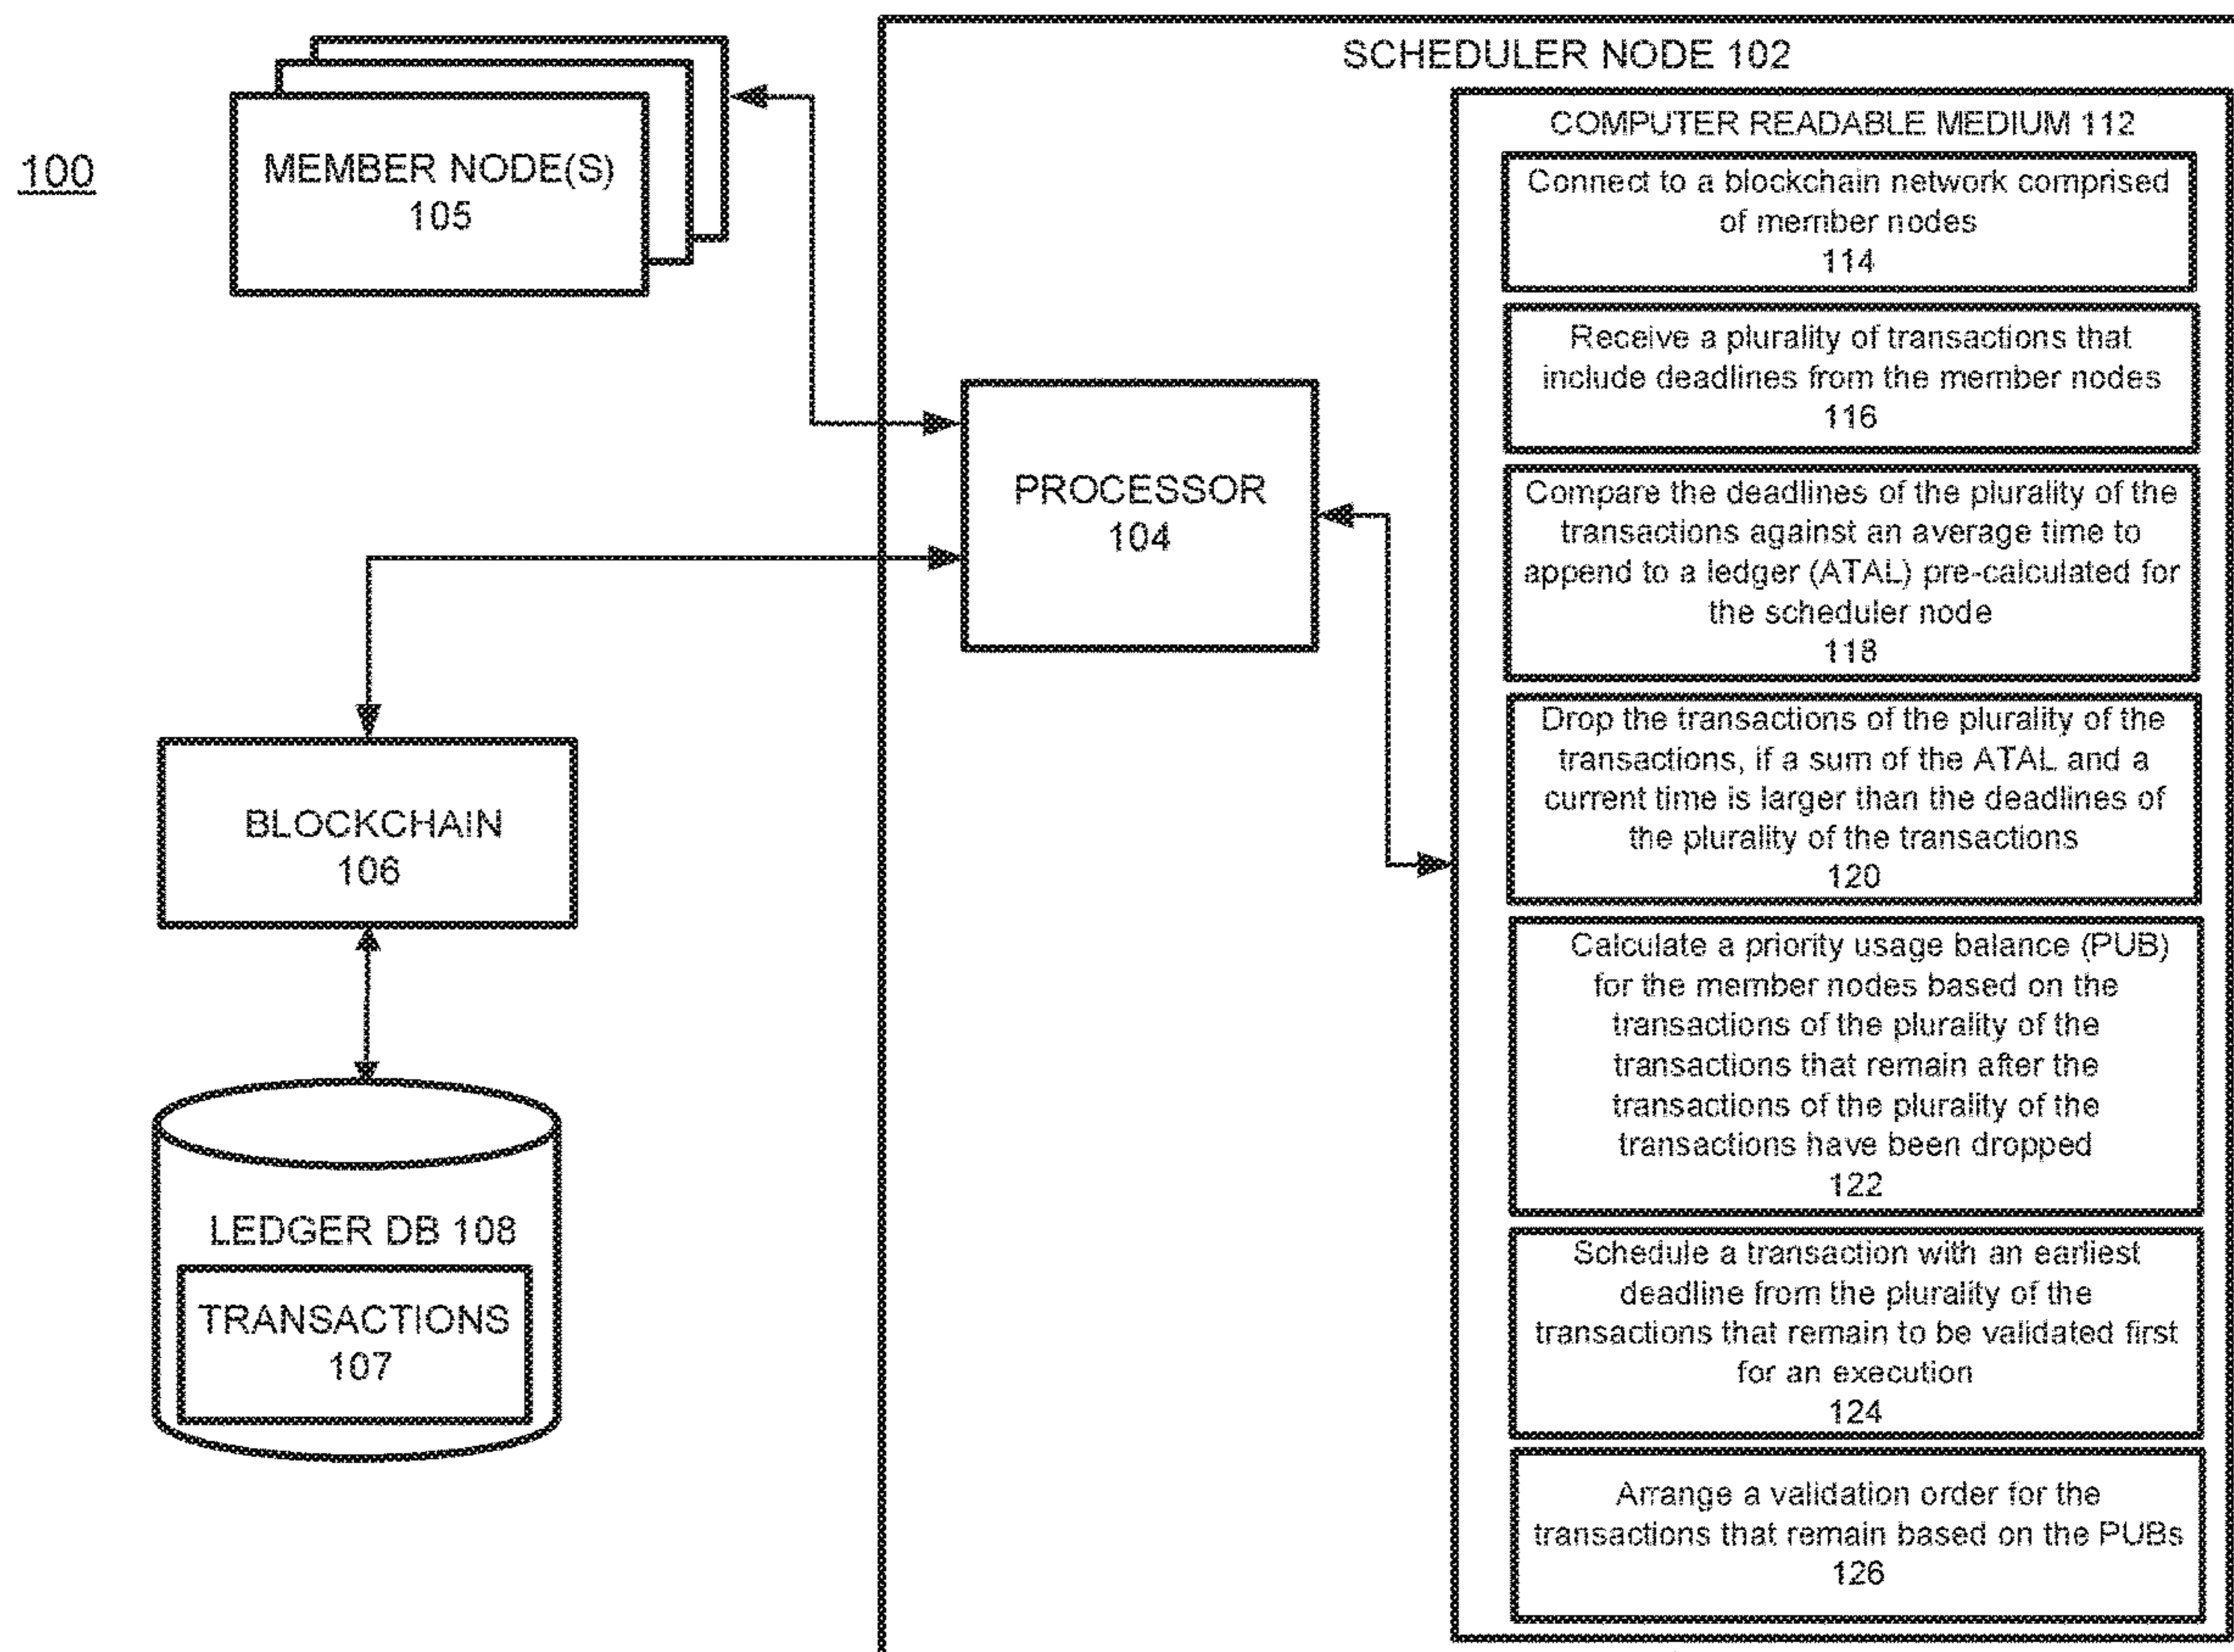 100
MEMBER NODE(S)
105
BLOCKCHAIN
106
LEDGER DB 108
TRANSACTIONS
107
SCHEDULER NODE 102
PROCESSOR
104
COMPUTER READABLE MEDIUM 112
Connect to a blockchain network comprised
of member nodes
114
Receive a plurality of transactions that
include deadlines from the member nodes
116
Compare the deadlines of the plurality of the
transactions against an average time to
append to a ledger (ATAL) pre-calculated for
the scheduler node
118
Drop the transactions of the plurality of the
transactions, if a sum of the ATAL and a
current time is larger than the deadlines of
the plurality of the transactions
120
Calculate a priority usage balance (PUB)
for the member nodes based on the
transactions of the plurality of the
transactions that remain after the
transactions of the plurality of the
transactions have been dropped
122
Schedule a transaction with an earliest
deadline from the plurality of the
transactions that remain to be validated first
for an execution
124
Arrange a validation order for the
transactions that remain based on the PUBs
126